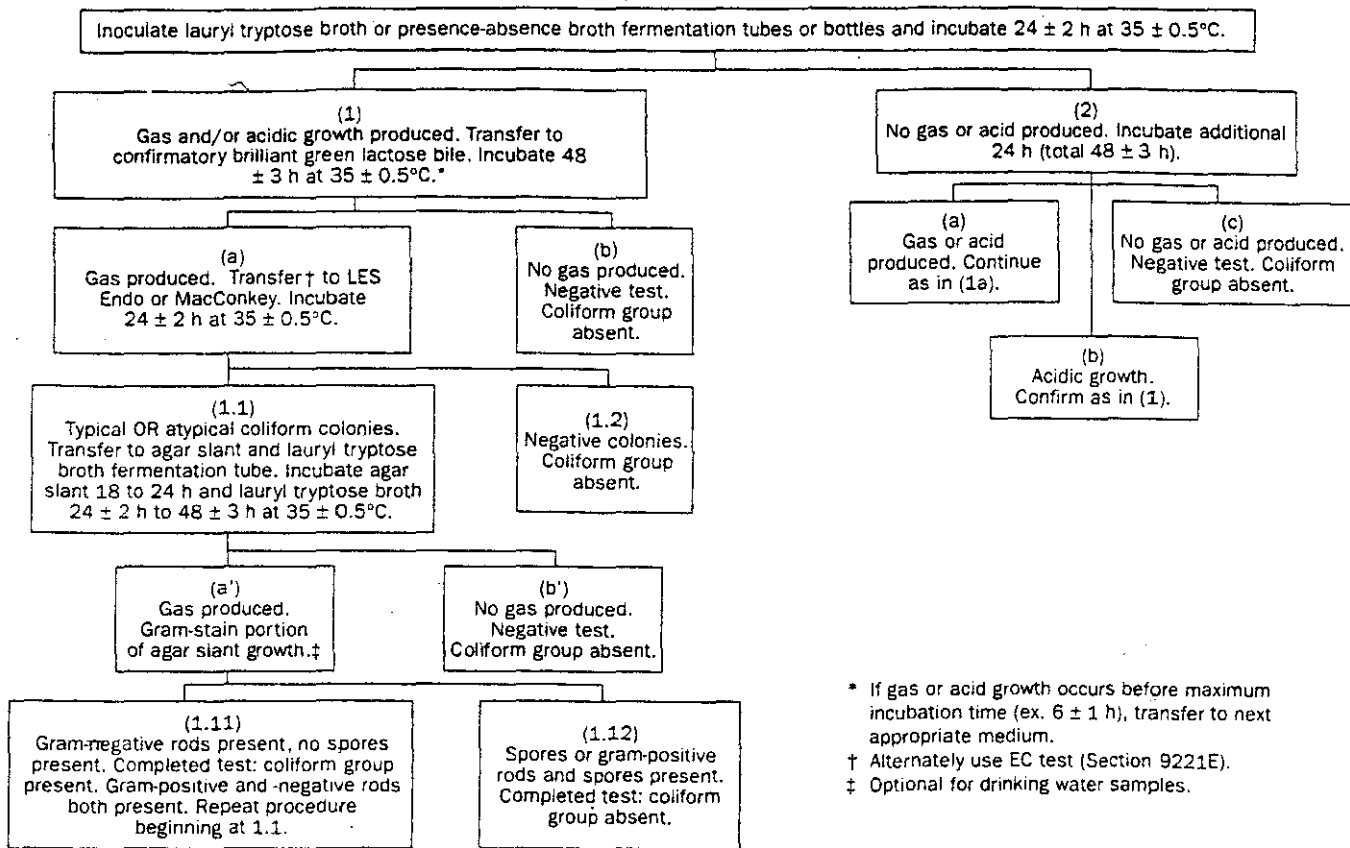 Inoculate lauryl tryptose broth or presence-absence broth fermentation tubes or bottles and incubate 24 ± 2 h at 35 ± 0.5°C.
(1)
Gas and/or acidic growth produced. Transfer to
confirmatory brilliant green lactose bile. Incubate 48
± 3 h at 35 ± 0.5°C.*
(2)
No gas or acid produced. Incubate additional
24 h (total 48 ± 3 h).
(a)
Gas produced. Transfer† to LES
Endo or MacConkey. Incubate
24 ± 2 h at 35 ± 0.5°C.
(b)
No gas produced.
Negative test.
Coliform group
absent.
(a)
Gas or acid
produced. Continue
as in (1a).
(c)
No gas or acid produced.
Negative test. Coliform
group absent.
(b)
Acidic growth.
Confirm as in (1).
(1.1)
Typical OR atypical coliform colonies.
Transfer to agar slant and lauryl tryptose
broth fermentation tube. Incubate agar
slant 18 to 24 h and lauryl tryptose broth
24 ± 2 h to 48 ± 3 h at 35 ± 0.5°C.
(1.2)
Negative colonies.
Coliform group
absent.
(a')
Gas produced.
Gram-stain portion
of agar slant growth.‡
(b')
No gas produced.
Negative test.
Coliform group absent.
(1.11)
Gram-negative rods present, no spores
present. Completed test: coliform group
present. Gram-positive and -negative rods
both present. Repeat procedure
beginning at 1.1.
(1.12)
Spores or gram-positive
rods and spores present.
Completed test: coliform
group absent.
* If gas or acid growth occurs before maximum
incubation time (ex. 6 ± 1 h), transfer to next
appropriate medium.
† Alternately use EC test (Section 9221E).
‡ Optional for drinking water samples.